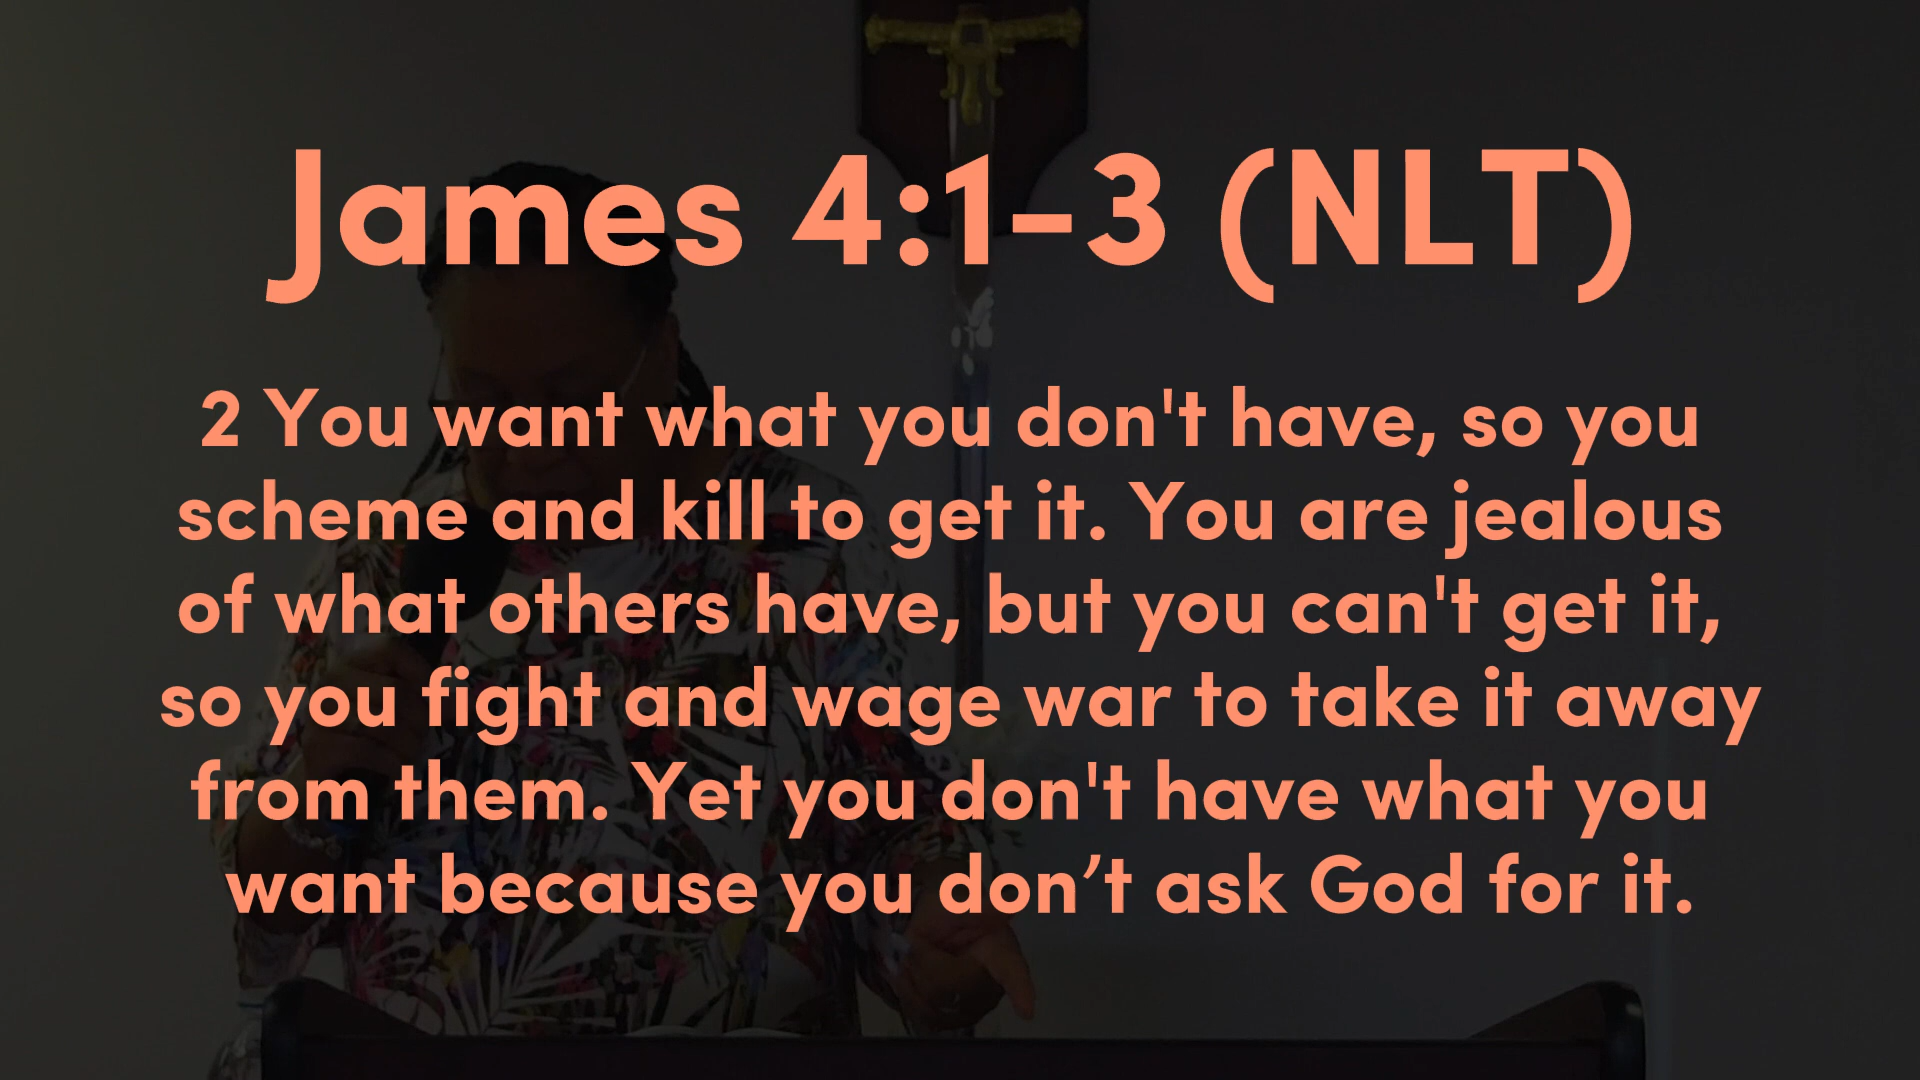 James 4:1-3 (NLT)
2 You want what you don't have, so you
scheme and kill to get it. You are jealous
of what others have, but you can't get it,
so you fight and wage war to take it away
from them. Yet you don't have what you
want because you don’t ask God for it.